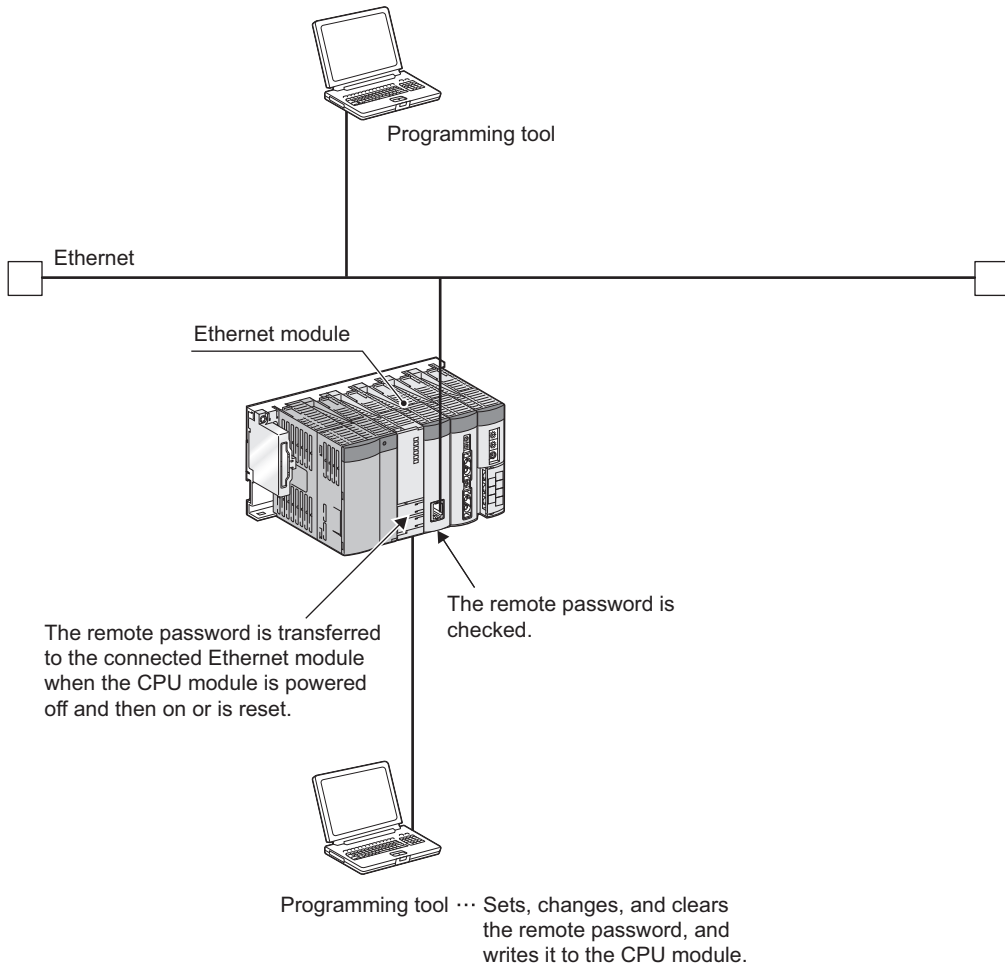 Programming tool
Ethernet
Ethernet module
The remote password is
checked.
The remote password is transferred
to the connected Ethernet module
when the CPU module is powered
off and then on or is reset.
Programming tool ··· Sets, changes, and clears
the remote password, and
writes it to the CPU module.